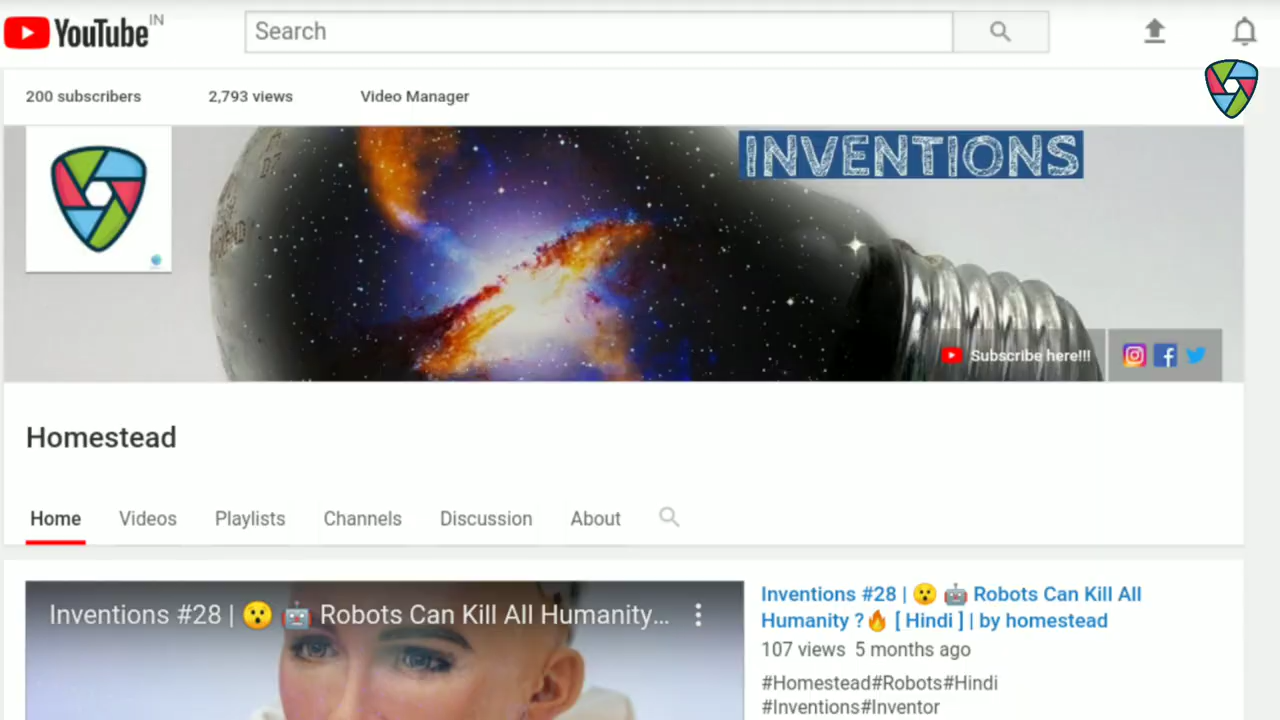 YouTube IN
Search
200 subscribers 2,793 views Video Manager
INVENTIONS
Subscribe here!!!
Homestead
Home Videos Playlists Channels Discussion About
Inventions #28 | 😮 🤖 Robots Can Kill All Humanity...
Inventions #28 | 😮 🤖 Robots Can Kill All
Humanity ?🔥 [ Hindi ] | by homestead
107 views 5 months ago
#Homestead#Robots#Hindi
#Inventions#Inventor